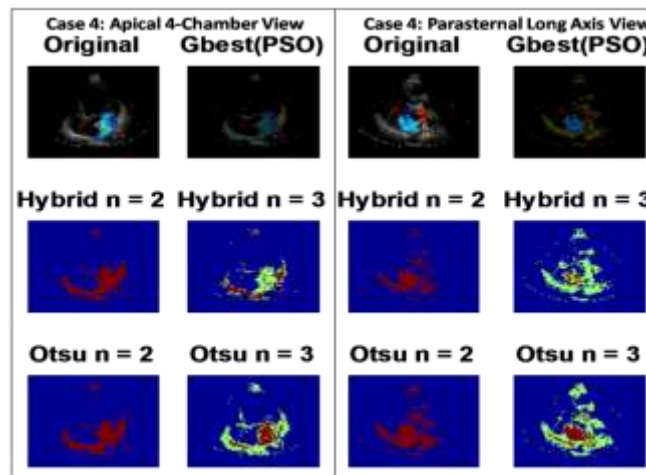 Case 4: Apical 4-Chamber View
Original Gbest(PSO)
Hybrid n = 2 Hybrid n = 3
Otsu n = 2 Otsu n = 3
Case 4: Parasternal Long Axis View
Original Gbest(PSO)
Hybrid n = 2 Hybrid n = 3
Otsu n = 2 Otsu n = 3